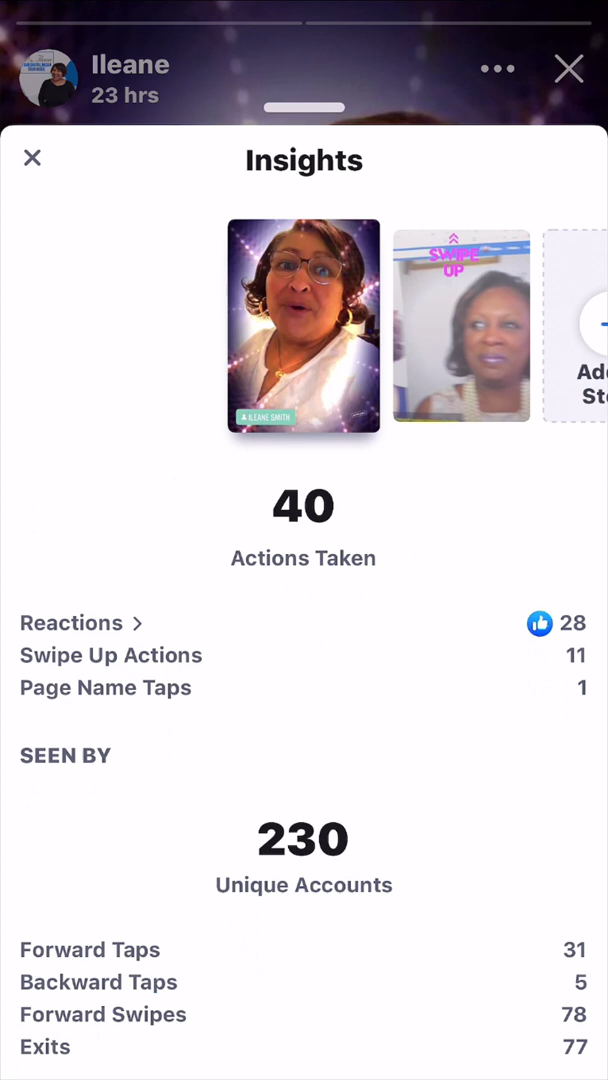 Ileane
23 hrs
Insights
SWIPE
UP
ILEANE SMITH
40
Actions Taken
Reactions >
28
Swipe Up Actions
11
Page Name Taps
1
SEEN BY
230
Unique Accounts
Forward Taps
31
Backward Taps
5
Forward Swipes
78
Exits
77